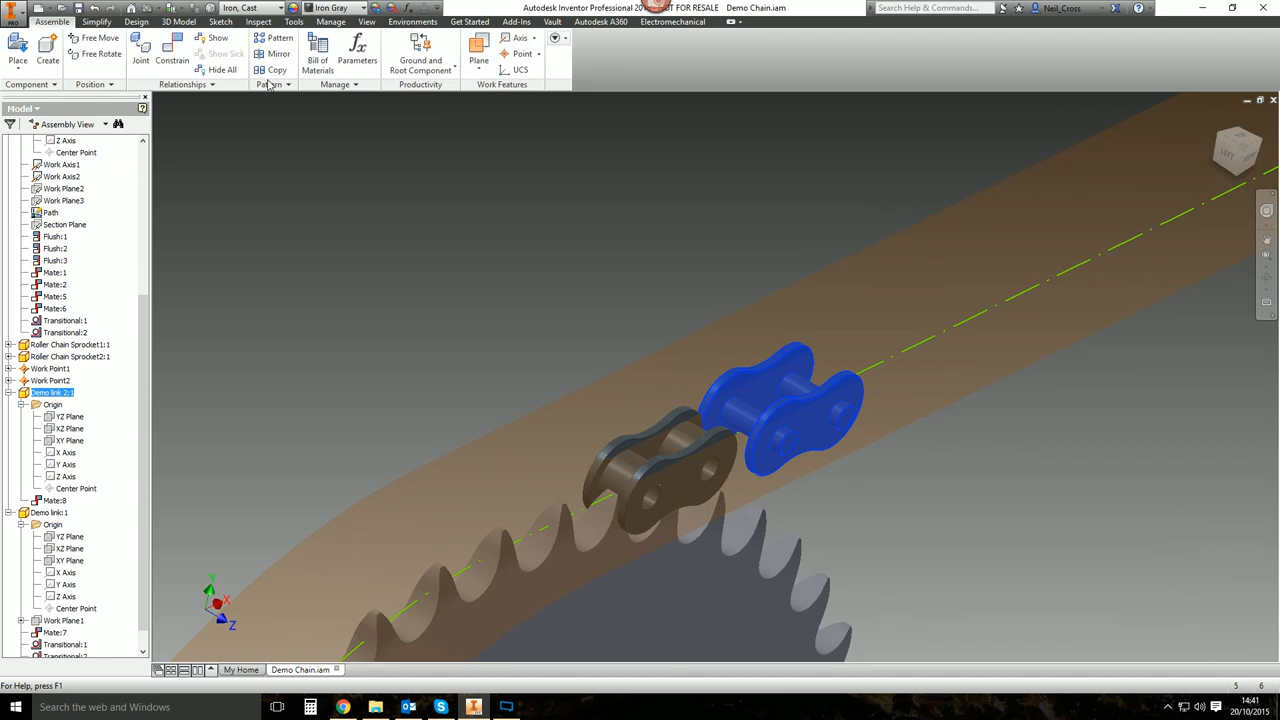 Iron, Cast
Iron Gray
Autodesk Inventor Professional 20
T FOR RESALE
Demo Chain.iam
Search Help & Commands...
Neil_Cross
PRO
Assemble
Simplify
Design
3D Model
Sketch
Inspect
Tools
Manage
View
Environments
Get Started
Add-Ins
Vault
Autodesk A360
Electromechanical
Place
Create
Free Move
Free Rotate
Joint
Constrain
Show
Show Sick
Hide All
Pattern
Mirror
Copy
Bill of
Materials
Parameters
Ground and
Root Component
Plane
Axis
Point
UCS
Component
Position
Relationships
Manage
Productivity
Work Features
Model
Assembly View
Z Axis
Center Point
Work Axis1
Work Axis2
Work Plane2
Work Plane3
Path
Section Plane
Flush:1
Flush:2
Flush:3
Mate:1
Mate:2
Mate:5
Mate:6
Transitional:1
Transitional:2
Roller Chain Sprocket1:1
Roller Chain Sprocket2:1
Work Point1
Work Point2
Demo link 2:1
Origin
YZ Plane
XZ Plane
XY Plane
X Axis
Y Axis
Z Axis
Center Point
Mate:8
Demo link:1
Origin
YZ Plane
XZ Plane
XY Plane
X Axis
Y Axis
Z Axis
Center Point
Work Plane1
Mate:7
Transitional:1
LEFT
Y
X
Z
My Home
Demo Chain.iam
For Help, press F1
5
6
Search the web and Windows
14:41
20/10/2015